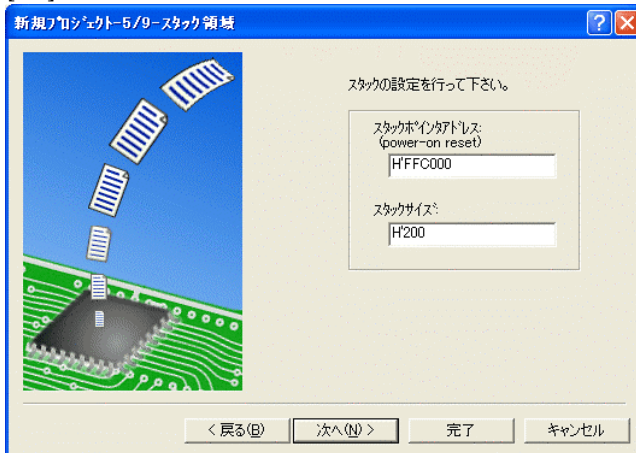 新規ﾌﾟﾛｼﾞｪｸﾄ-5/9-ｽﾀｯｸ領域
ｽﾀｯｸの設定を行って下さい。
ｽﾀｯｸﾎﾟｲﾝﾀｱﾄﾞﾚｽ:
(power-on reset)
H'FFC000
ｽﾀｯｸｻｲｽﾞ:
H'200
< 戻る(B) 次へ(N) > 完了 キャンセル